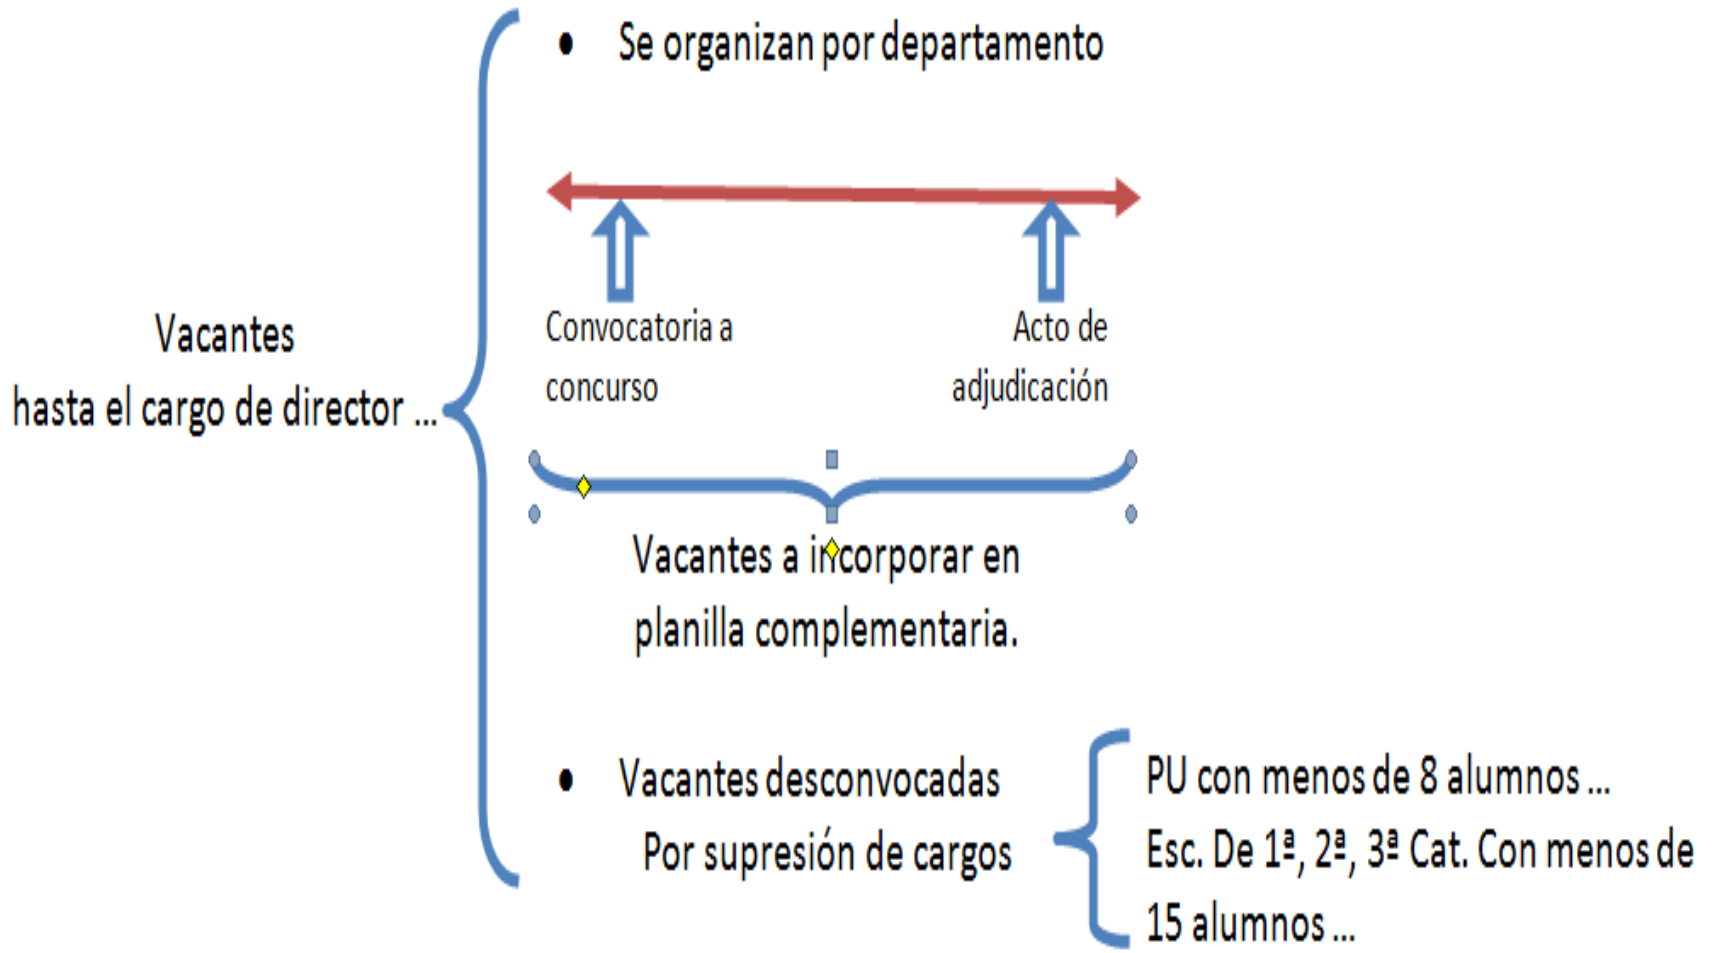 Vacantes
hasta el cargo de director ...
• Se organizan por departamento
Convocatoria a
concurso
Acto de
adjudicación
Vacantes a incorporar en
planilla complementaria.
• Vacantes desconvocadas
Por supresión de cargos
PU con menos de 8 alumnos ...
Esc. De 1ª, 2ª, 3ª Cat. Con menos de
15 alumnos ...